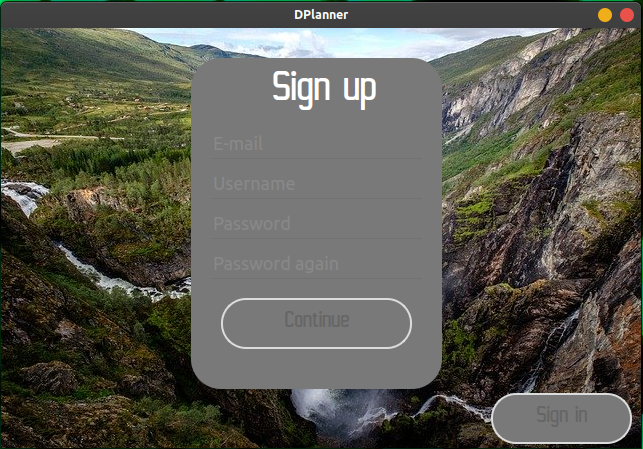 DPlanner
Sign up
E-mail
Username
Password
Password again
Continue
Sign in